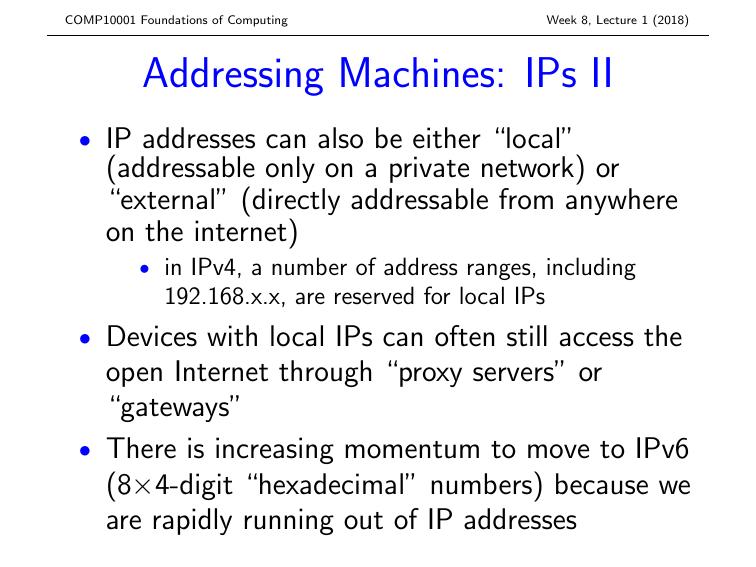 COMP10001 Foundations of Computing Week 8, Lecture 1 (2018)
Addressing Machines: IPs II
• IP addresses can also be either “local”
(addressable only on a private network) or
“external” (directly addressable from anywhere
on the internet)
• in IPv4, a number of address ranges, including
192.168.x.x, are reserved for local IPs
• Devices with local IPs can often still access the
open Internet through “proxy servers” or
“gateways”
• There is increasing momentum to move to IPv6
(8×4-digit “hexadecimal” numbers) because we
are rapidly running out of IP addresses